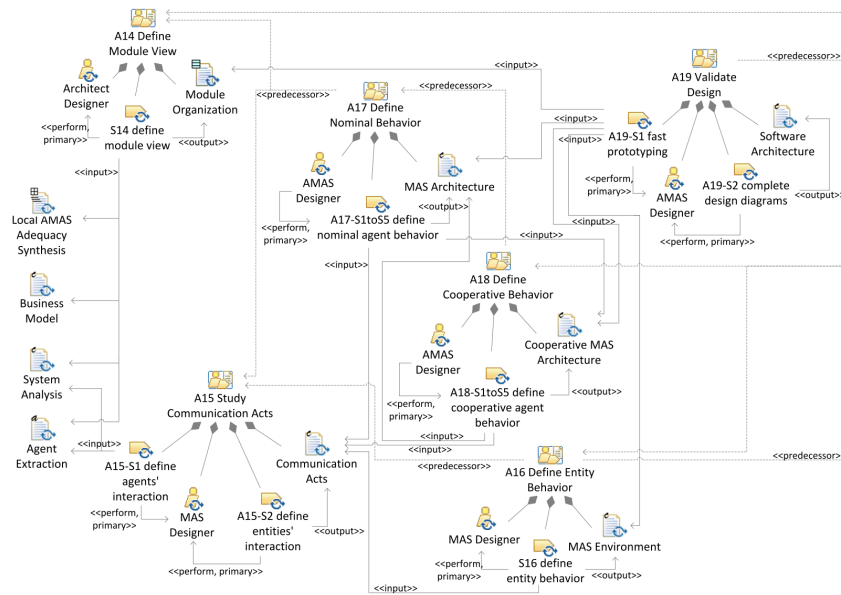 A14 Define
Module View
Architect
Designer
Module
Organization
<<perform,
primary>>
S14 define
module view
<<output>>
<<input>>
Local AMAS
Adequacy
Synthesis
Business
Model
System
Analysis
Agent
Extraction
<<input>>
<<predecessor>>
<<predecessor>>
A17 Define
Nominal Behavior
AMAS
Designer
MAS Architecture
<<perform,
primary>>
A17-S1toS5 define
nominal agent behavior
<<output>>
<<input>>
<<input>>
<<input>>
<<input>>
<<input>>
<<predecessor>>
A19 Validate
Design
A19-S1 fast
prototyping
Software
Architecture
<<perform,
primary>>
AMAS
Designer
A19-S2 complete
design diagrams
<<output>>
<<perform, primary>>
A18 Define
Cooperative Behavior
AMAS
Designer
Cooperative MAS
Architecture
<<perform,
primary>>
A18-S1toS5 define
cooperative agent
behavior
<<output>>
<<input>>
<<input>>
A15 Study
Communication Acts
A15-S1 define
agents'
interaction
Communication
Acts
<<perform,
primary>>
MAS
Designer
A15-S2 define
entities'
interaction
<<output>>
<<perform, primary>>
<<predecessor>>
<<predecessor>>
A16 Define Entity
Behavior
MAS Designer
MAS Environment
<<perform,
primary>>
S16 define
entity behavior
<<output>>
<<input>>